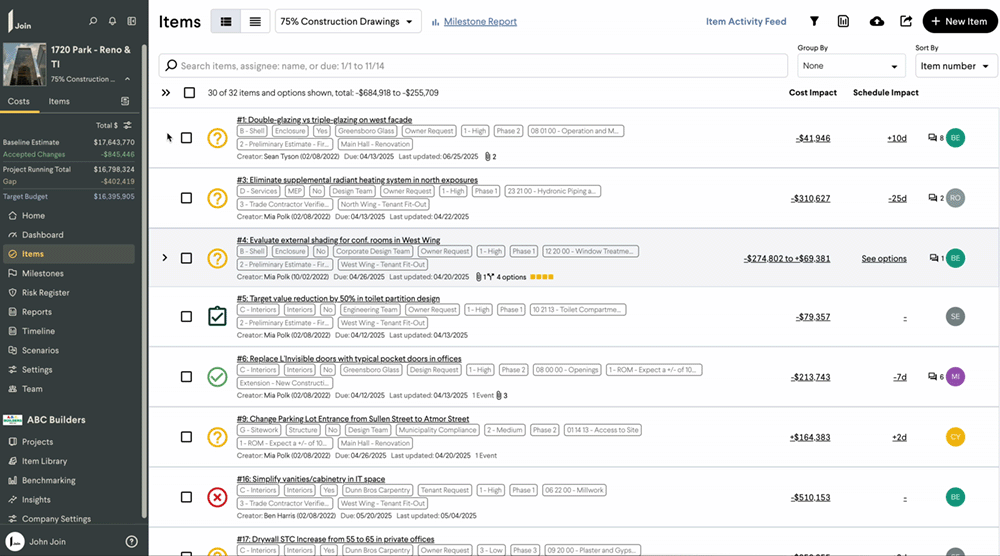 Join
1720 Park - Reno &
TI
75% Construction ...
Costs
Items
Total $
Baseline Estimate
$17,643,770
Accepted Changes
-$845,446
Project Running Total
$16,798,324
Gap
-$402,419
Target Budget
$16,395,905
Home
Dashboard
Items
Milestones
Risk Register
Reports
Timeline
Scenarios
Settings
Team
ABC Builders
Projects
Item Library
Benchmarking
Insights
Company Settings
Join
John Join
Items
75% Construction Drawings
Milestone Report
Item Activity Feed
+ New Item
Search items, assignee: name, or due: 1/1 to 11/14
Group By
None
Sort By
Item number
30 of 32 items and options shown, total: -$684,918 to -$255,709
Cost Impact
Schedule Impact
#1: Double-glazing vs triple-glazing on west facade
B - Shell Enclosure Yes Greensboro Glass Owner Request 1 - High Phase 2 08 01 00 - Operation and M...
2 - Preliminary Estimate - Fir... Main Hall - Renovation
Creator: Sean Tyson (02/08/2022) Due: 04/13/2025 Last updated: 06/25/2025 2
-$41,946
+10d
8
BE
#3: Eliminate supplemental radiant heating system in north exposures
D - Services MEP No Design Team Owner Request 1 - High Phase 1 23 21 00 - Hydronic Piping a...
3 - Trade Contractor Verifie... North Wing - Tenant Fit-Out
Creator: Mia Polk (02/08/2022) Due: 04/13/2025 Last updated: 04/22/2025
-$310,627
-25d
2
RO
#4: Evaluate external shading for conf. rooms in West Wing
B - Shell Enclosure No Corporate Design Team Owner Request 1 - High Phase 1 12 20 00 - Window Treatme...
2 - Preliminary Estimate - Fir... West Wing - Tenant Fit-Out
Creator: Mia Polk (10/02/2022) Due: 04/26/2025 Last updated: 04/20/2025 1 4 options
-$274,802 to +$69,381
See options
1
BE
#5: Target value reduction by 50% in toilet partition design
C - Interiors Interiors No Engineering Team Owner Request 1 - High Phase 1 10 21 13 - Toilet Compartme...
2 - Preliminary Estimate - Fir... West Wing - Tenant Fit-Out
Creator: Mia Polk (02/08/2022) Due: 04/12/2025 Last updated: 04/13/2025
-$79,357
-
SE
#6: Replace L'Invisible doors with typical pocket doors in offices
C - Interiors Interiors No Greensboro Glass Design Request 1 - High Phase 2 08 00 00 - Openings 1 - ROM - Expect a +/- of 10...
Extension - New Constructi...
Creator: Mia Polk (02/08/2022) Due: 04/12/2025 Last updated: 04/13/2025 1 Event 3
-$213,743
-7d
6
MI
#9: Change Parking Lot Entrance from Sullen Street to Atmor Street
G - Sitework Structure No Design Team Municipality Compliance 2 - Medium Phase 2 01 14 13 - Access to Site
1 - ROM - Expect a +/- of 10... Main Hall - Renovation
Creator: Mia Polk (02/08/2022) Due: 04/26/2025 Last updated: 04/20/2025 1 Event
+$164,383
+2d
CY
#16: Simplify vanities/cabinetry in IT space
C - Interiors Interiors Yes Dunn Bros Carpentry Tenant Request 1 - High Phase 1 06 22 00 - Millwork
3 - Trade Contractor Verifie... West Wing - Tenant Fit-Out
Creator: Ben Harris (02/08/2022) Due: 05/20/2025 Last updated: 05/04/2025
-$510,153
-
BE
#17: Drywall STC Increase from 55 to 65 in private offices
C - Interiors Interiors Yes Dunn Bros Carpentry Owner Request 3 - Low Phase 3 09 20 00 - Plaster and Gyps...